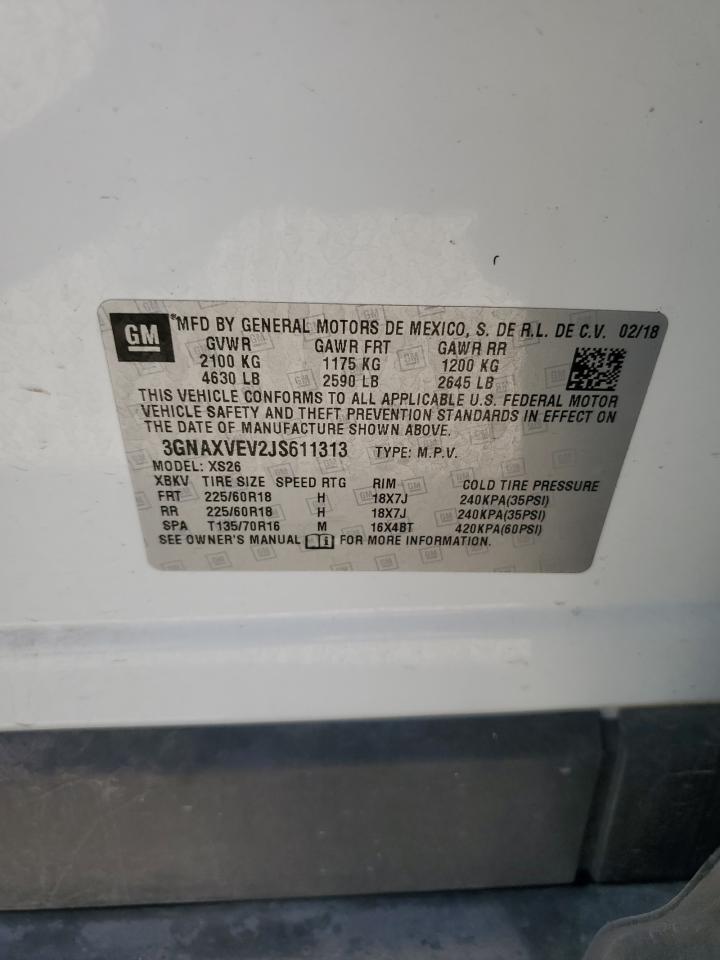 GM ®MFD BY GENERAL MOTORS DE MEXICO, S. DE R.L. DE C.V. 02/18
GVWR GAWR FRT GAWR RR
2100 KG 1175 KG 1200 KG
4630 LB 2590 LB 2645 LB
THIS VEHICLE CONFORMS TO ALL APPLICABLE U.S. FEDERAL MOTOR
VEHICLE SAFETY AND THEFT PREVENTION STANDARDS IN EFFECT ON
THE DATE OF MANUFACTURE SHOWN ABOVE.
3GNAXVEV2JS611313 TYPE: M.P.V.
MODEL: XS26
XBKV TIRE SIZE SPEED RTG RIM COLD TIRE PRESSURE
FRT 225/60R18 H 18X7J 240KPA(35PSI)
RR 225/60R18 H 18X7J 240KPA(35PSI)
SPA T135/70R16 M 16X4BT 420KPA(60PSI)
SEE OWNER'S MANUAL FOR MORE INFORMATION.